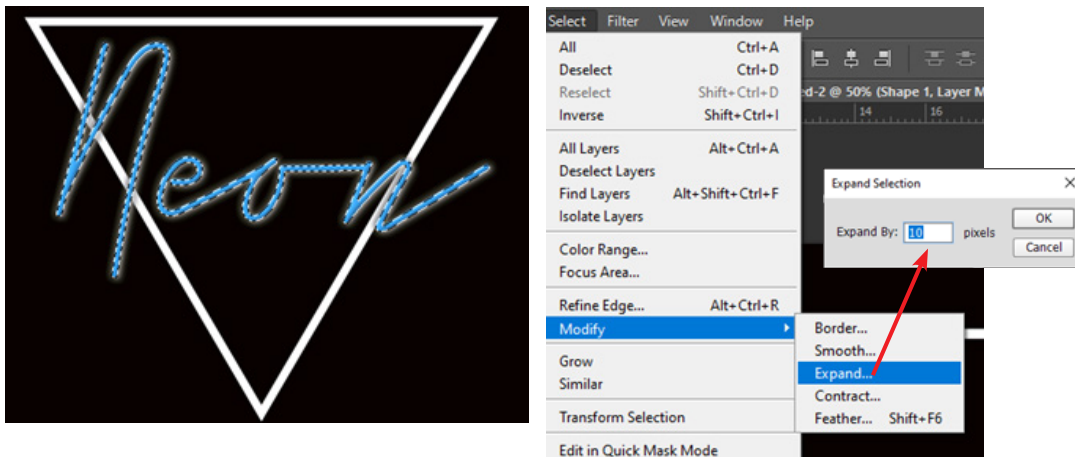 Neon
Select Filter View Window Help
All Ctrl+A
Deselect Ctrl+D
Reselect Shift+Ctrl+D
Inverse Shift+Ctrl+I
All Layers Alt+Ctrl+A
Deselect Layers
Find Layers Alt+Shift+Ctrl+F
Isolate Layers
Color Range...
Focus Area...
Refine Edge... Alt+Ctrl+R
Modify
Grow
Similar
Transform Selection
Edit in Quick Mask Mode
ed-2 @ 50% (Shape 1, Layer M
14 16
Expand Selection
Expand By: 10 pixels
OK
Cancel
Border...
Smooth...
Expand...
Contract...
Feather... Shift+F6